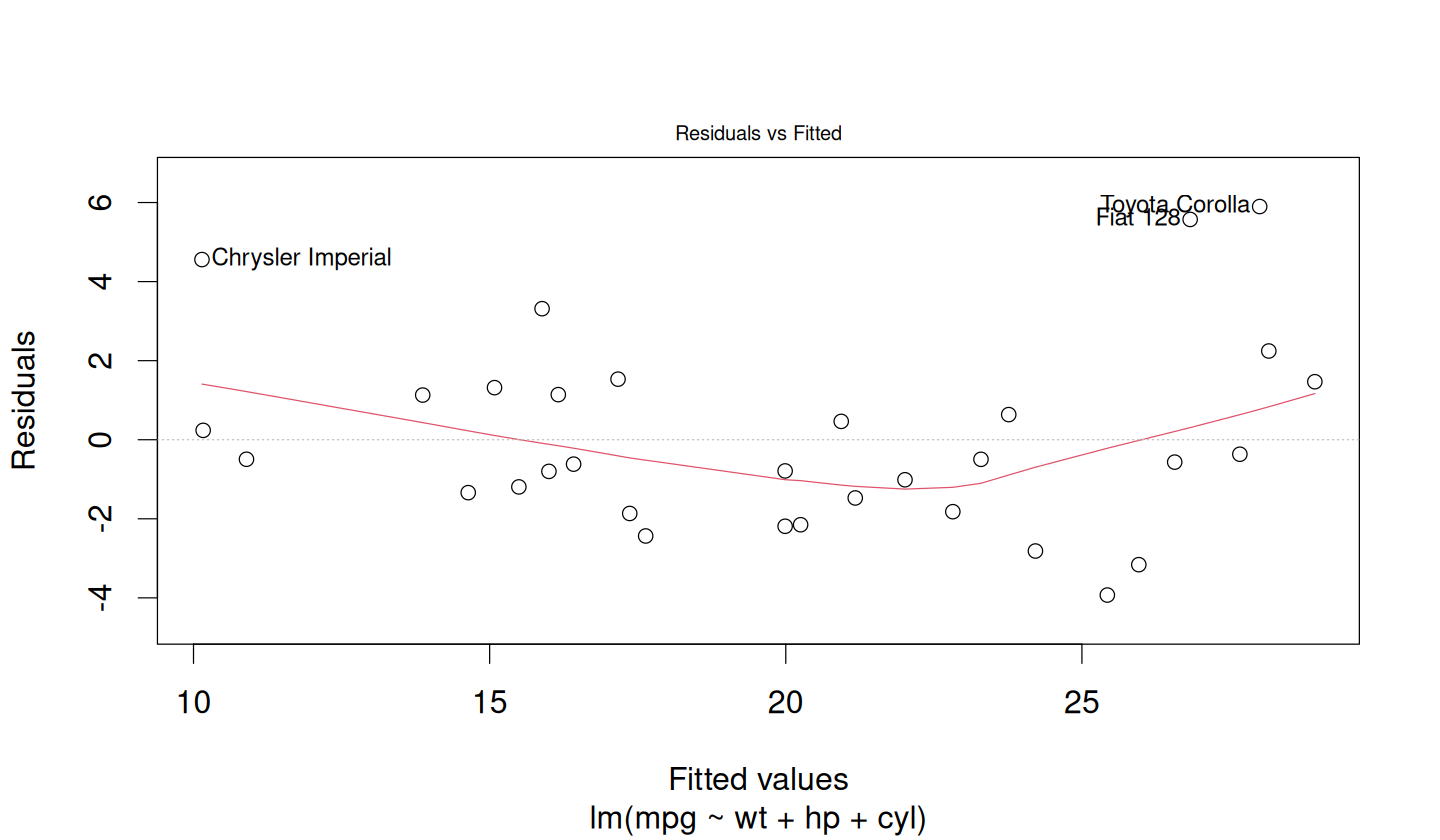 Residuals vs Fitted
Residuals
6
4
2
0
-2
-4
Toyota Corolla
Fiat 128
Chrysler Imperial
10 15 20 25
Fitted values
lm(mpg ~ wt + hp + cyl)